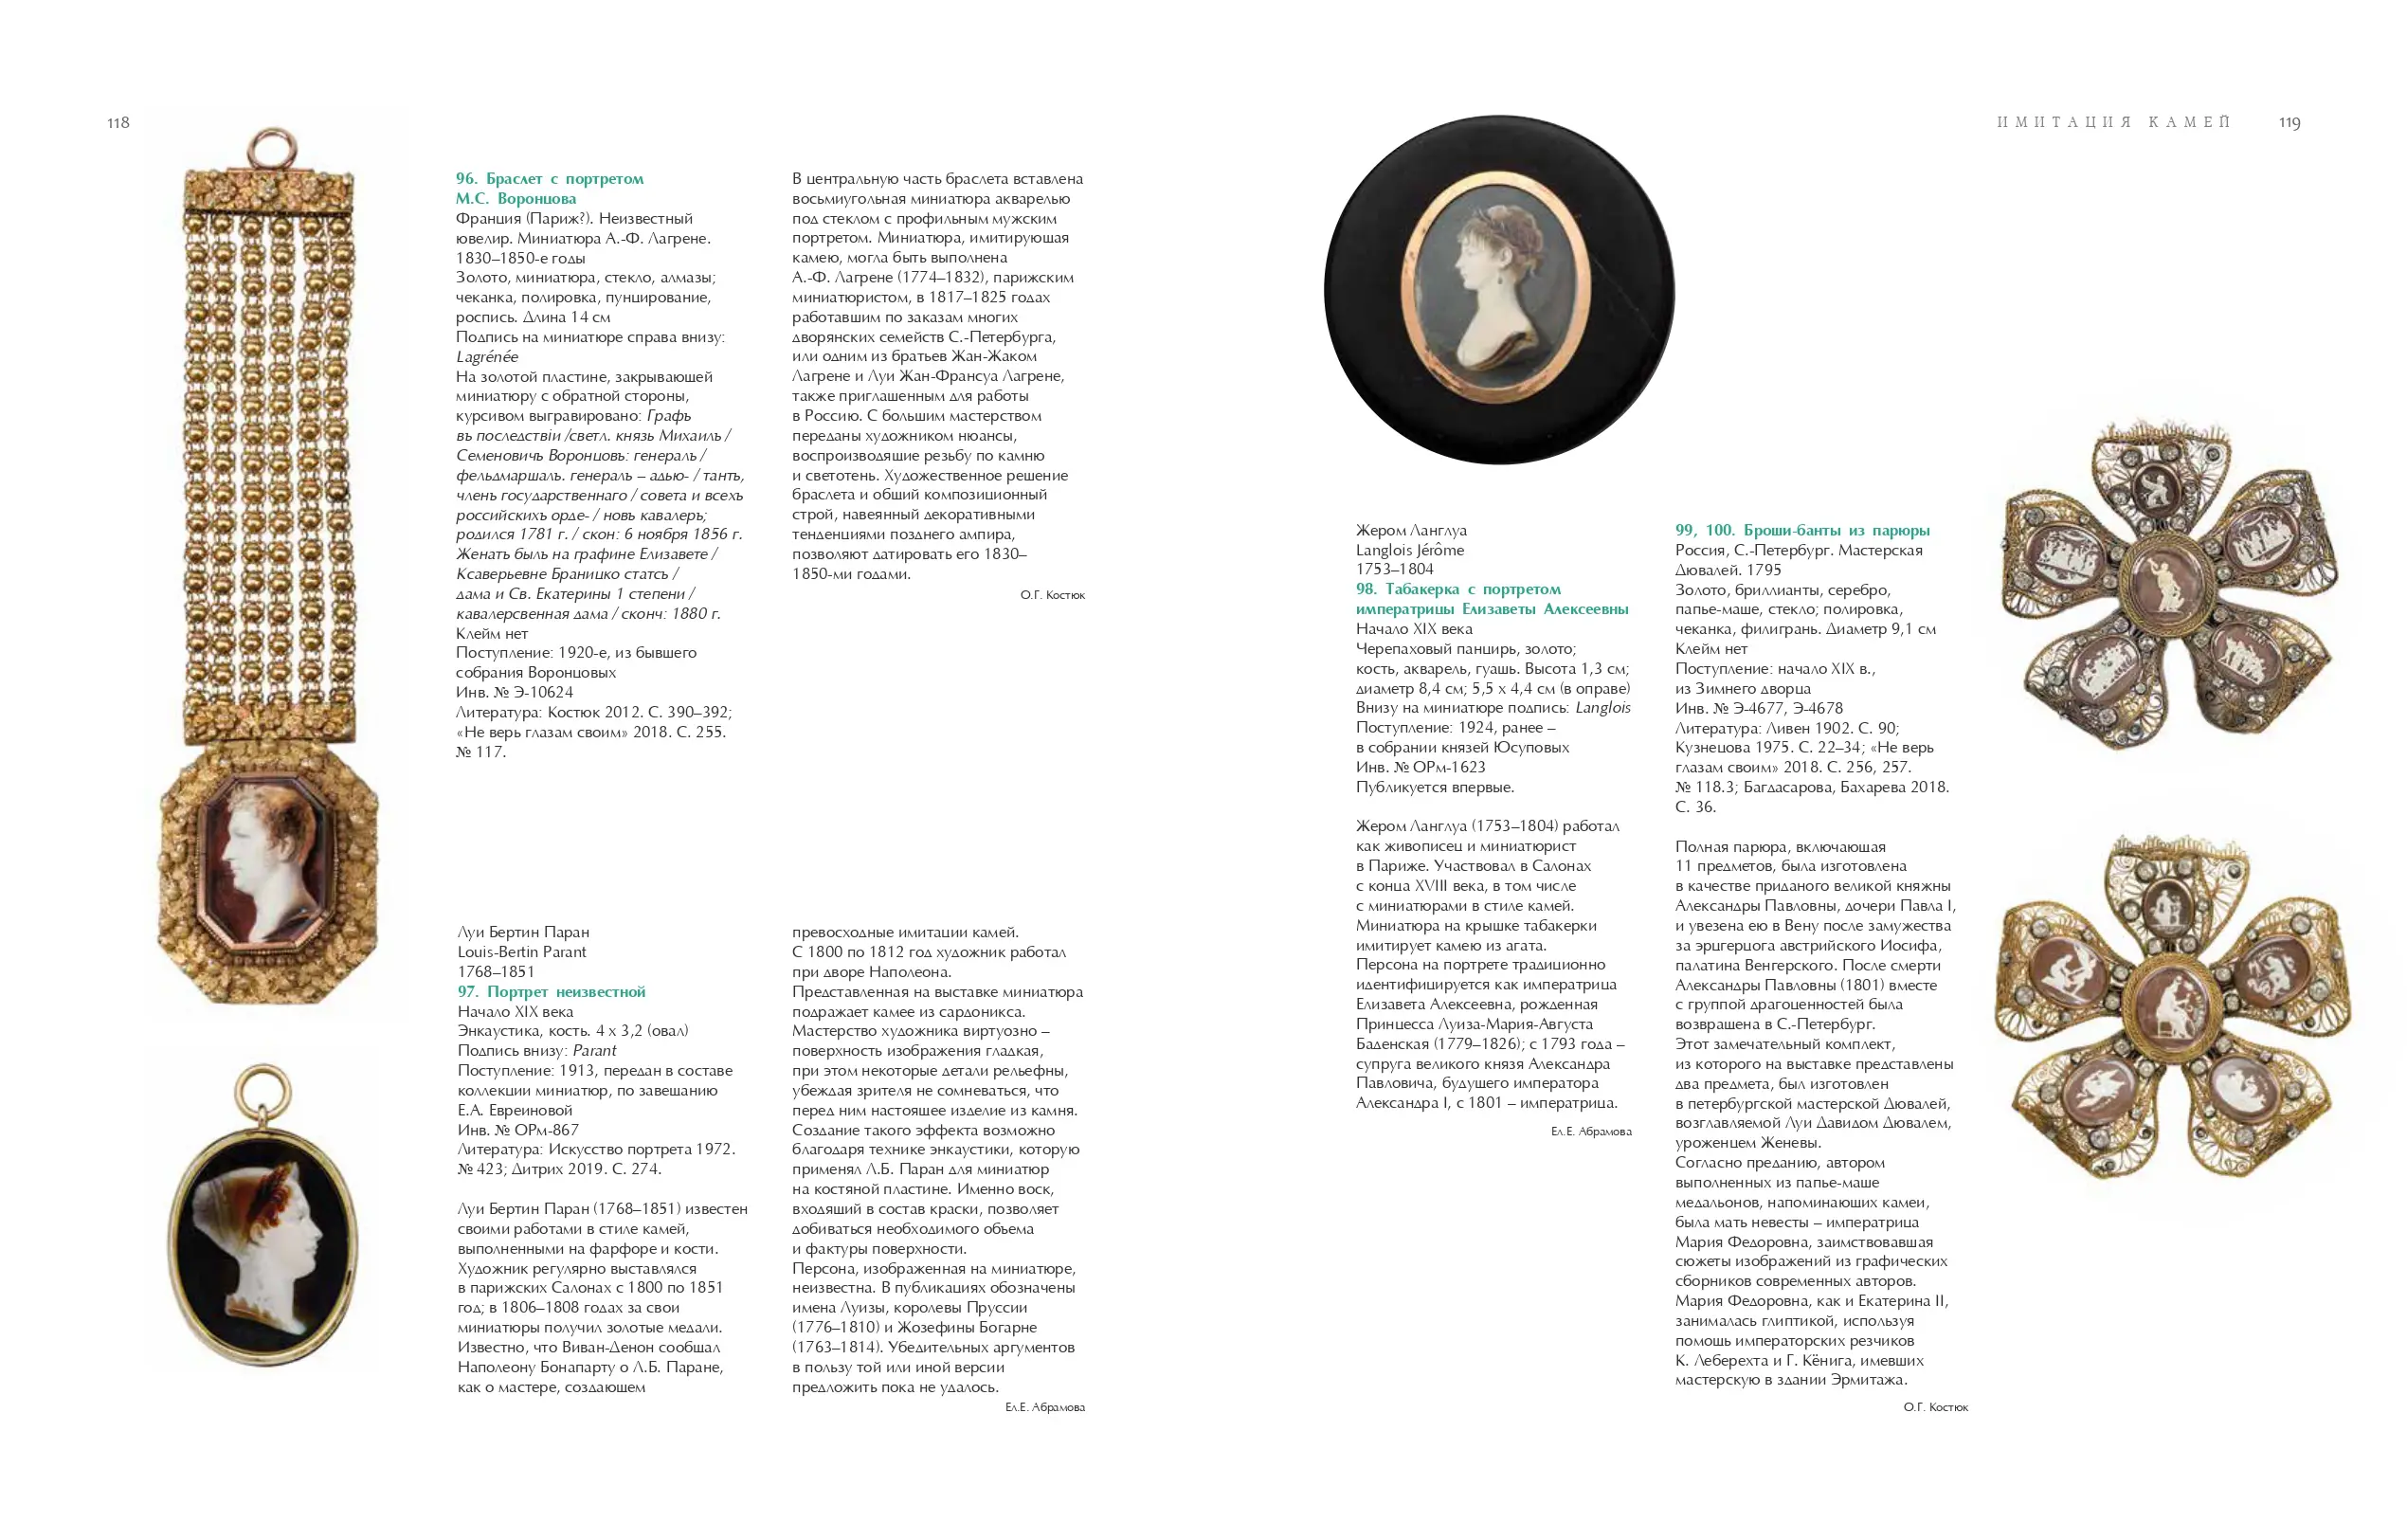 118
96. Браслет с портретом
М.С. Воронцова
Франция (Париж?). Неизвестный
ювелир. Миниатюра А.-Ф. Лагрене.
1830–1850-е годы
Золото, миниатюра, стекло, алмазы;
чеканка, полировка, пунцирование,
роспись. Длина 14 см
Подпись на миниатюре справа внизу:
Lagrénée
На золотой пластине, закрывающей
миниатюру с обратной стороны,
курсивом выгравировано: Графъ
въ последствіи /светл. князь Михаилъ /
Семеновичъ Воронцовъ: генералъ /
фельдмаршалъ. генералъ – адъю- / тантъ,
членъ государственнаго / совета и всехъ
российскихъ орде- / новъ кавалеръ;
родился 1781 г. / скон: 6 ноября 1856 г.
Женатъ былъ на графине Елизавете /
Ксаверьевне Браницко статсъ /
дама и Св. Екатерины 1 степени /
кавалерсвенная дама / сконч: 1880 г.
Клейм нет
Поступление: 1920-е, из бывшего
собрания Воронцовых
Инв. № Э-10624
Литература: Костюк 2012. С. 390–392;
«Не верь глазам своим» 2018. С. 255.
№ 117.
В центральную часть браслета вставлена
восьмиугольная миниатюра акварелью
под стеклом с профильным мужским
портретом. Миниатюра, имитирующая
камею, могла быть выполнена
А.-Ф. Лагрене (1774–1832), парижским
миниатюристом, в 1817–1825 годах
работавшим по заказам многих
дворянских семейств С.-Петербурга,
или одним из братьев Жан-Жаком
Лагрене и Луи Жан-Франсуа Лагрене,
также приглашенным для работы
в Россию. С большим мастерством
переданы художником нюансы,
воспроизводящие резьбу по камню
и светотень. Художественное решение
браслета и общий композиционный
строй, навеянный декоративными
тенденциями позднего ампира,
позволяют датировать его 1830–
1850-ми годами.
О.Г. Костюк
Луи Бертин Паран
Louis-Bertin Parant
1768–1851
97. Портрет неизвестной
Начало XIX века
Энкаустика, кость. 4 x 3,2 (овал)
Подпись внизу: Parant
Поступление: 1913, передан в составе
коллекции миниатюр, по завещанию
Е.А. Евреиновой
Инв. № ОРм-867
Литература: Искусство портрета 1972.
№ 423; Дитрих 2019. С. 274.
Луи Бертин Паран (1768–1851) известен
своими работами в стиле камей,
выполненными на фарфоре и кости.
Художник регулярно выставлялся
в парижских Салонах с 1800 по 1851
год; в 1806–1808 годах за свои
миниатюры получил золотые медали.
Известно, что Виван-Денон сообщал
Наполеону Бонапарту о Л.Б. Паране,
как о мастере, создающем
превосходные имитации камей.
С 1800 по 1812 год художник работал
при дворе Наполеона.
Представленная на выставке миниатюра
подражает камее из сардоникса.
Мастерство художника виртуозно –
поверхность изображения гладкая,
при этом некоторые детали рельефны,
убеждая зрителя не сомневаться, что
перед ним настоящее изделие из камня.
Создание такого эффекта возможно
благодаря технике энкаустики, которую
применял Л.Б. Паран для миниатюр
на костяной пластине. Именно воск,
входящий в состав краски, позволяет
добиваться необходимого объема
и фактуры поверхности.
Персона, изображенная на миниатюре,
неизвестна. В публикациях обозначены
имена Луизы, королевы Пруссии
(1776–1810) и Жозефины Богарне
(1763–1814). Убедительных аргументов
в пользу той или иной версии
предложить пока не удалось.
Ел.Е. Абрамова
ИМИТАЦИЯ КАМЕЙ 119
Жером Ланглуа
Langlois Jérôme
1753–1804
98. Табакерка с портретом
императрицы Елизаветы Алексеевны
Начало XIX века
Черепаховый панцирь, золото;
кость, акварель, гуашь. Высота 1,3 см;
диаметр 8,4 см; 5,5 x 4,4 см (в оправе)
Внизу на миниатюре подпись: Langlois
Поступление: 1924, ранее –
в собрании князей Юсуповых
Инв. № ОРм-1623
Публикуется впервые.
Жером Ланглуа (1753–1804) работал
как живописец и миниатюрист
в Париже. Участвовал в Салонах
с конца XVIII века, в том числе
с миниатюрами в стиле камей.
Миниатюра на крышке табакерки
имитирует камею из агата.
Персона на портрете традиционно
идентифицируется как императрица
Елизавета Алексеевна, рожденная
Принцесса Луиза-Мария-Августа
Баденская (1779–1826); с 1793 года –
супруга великого князя Александра
Павловича, будущего императора
Александра I, с 1801 – императрица.
Ел.Е. Абрамова
99, 100. Броши-банты из парюры
Россия, С.-Петербург. Мастерская
Дювалей. 1795
Золото, бриллианты, серебро,
папье-маше, стекло; полировка,
чеканка, филигрань. Диаметр 9,1 см
Клейм нет
Поступление: начало XIX в.,
из Зимнего дворца
Инв. № Э-4677, Э-4678
Литература: Ливен 1902. С. 90;
Кузнецова 1975. С. 22–34; «Не верь
глазам своим» 2018. С. 256, 257.
№ 118.3; Багдасарова, Бахарева 2018.
С. 36.
Полная парюра, включающая
11 предметов, была изготовлена
в качестве приданого великой княжны
Александры Павловны, дочери Павла I,
и увезена ею в Вену после замужества
за эрцгерцога австрийского Иосифа,
палатина Венгерского. После смерти
Александры Павловны (1801) вместе
с группой драгоценностей была
возвращена в С.-Петербург.
Этот замечательный комплект,
из которого на выставке представлены
два предмета, был изготовлен
в петербургской мастерской Дювалей,
возглавляемой Луи Давидом Дювалем,
уроженцем Женевы.
Согласно преданию, автором
выполненных из папье-маше
медальонов, напоминающих камеи,
была мать невесты – императрица
Мария Федоровна, заимствовавшая
сюжеты изображений из графических
сборников современных авторов.
Мария Федоровна, как и Екатерина II,
занималась глиптикой, используя
помощь императорских резчиков
К. Леберехта и Г. Кёнига, имевших
мастерскую в здании Эрмитажа.
О.Г. Костюк